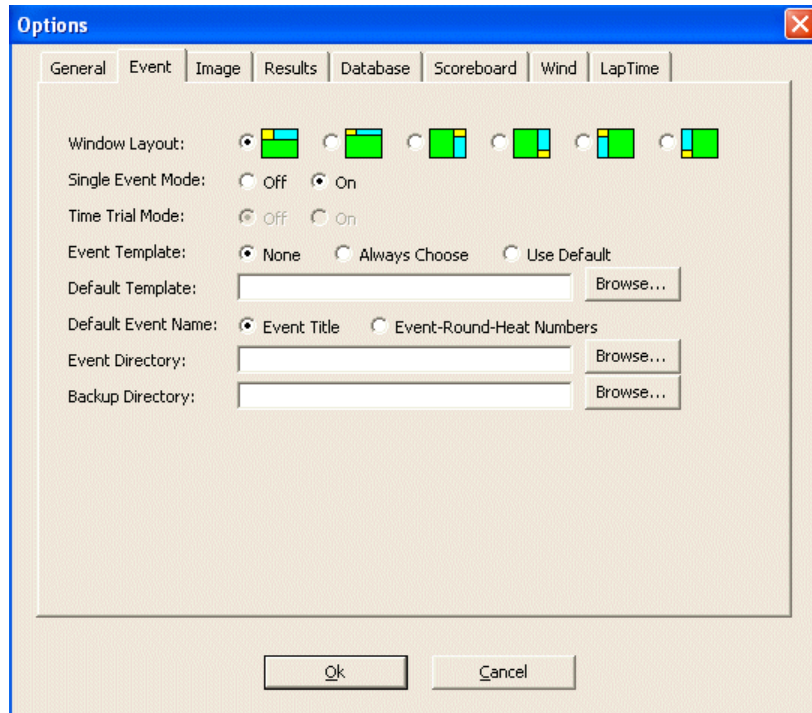 Options
General Event Image Results Database Scoreboard Wind LapTime
Window Layout:
Single Event Mode: Off On
Time Trial Mode: Off On
Event Template: None Always Choose Use Default
Default Template: Browse...
Default Event Name: Event Title Event-Round-Heat Numbers
Event Directory: Browse...
Backup Directory: Browse...
Ok Cancel